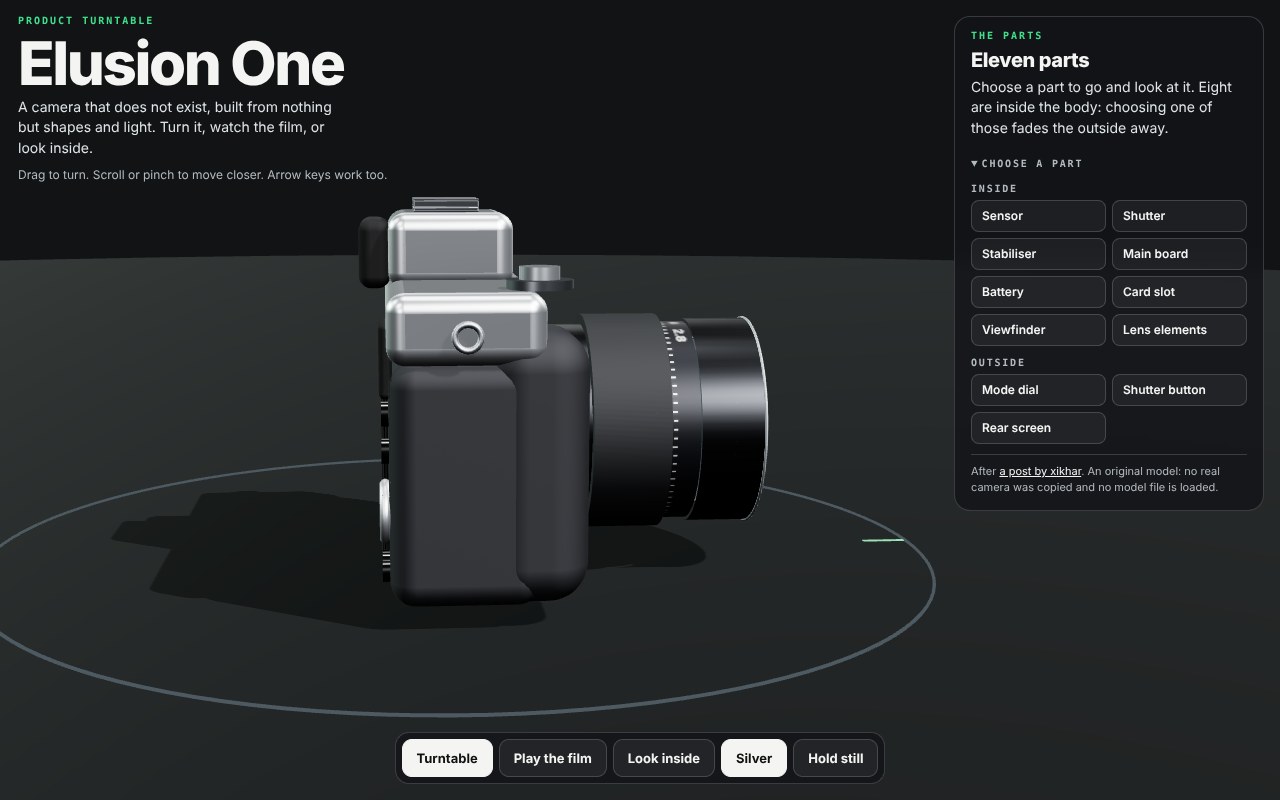 PRODUCT TURNTABLE
Elusion One
A camera that does not exist, built from nothing
but shapes and light. Turn it, watch the film, or
look inside.
Drag to turn. Scroll or pinch to move closer. Arrow keys work too.
2.8
THE PARTS
Eleven parts
Choose a part to go and look at it. Eight
are inside the body: choosing one of
those fades the outside away.
▼ CHOOSE A PART
INSIDE
Sensor
Shutter
Stabiliser
Main board
Battery
Card slot
Viewfinder
Lens elements
OUTSIDE
Mode dial
Shutter button
Rear screen
After a post by xikhar. An original model: no real
camera was copied and no model file is loaded.
Turntable
Play the film
Look inside
Silver
Hold still